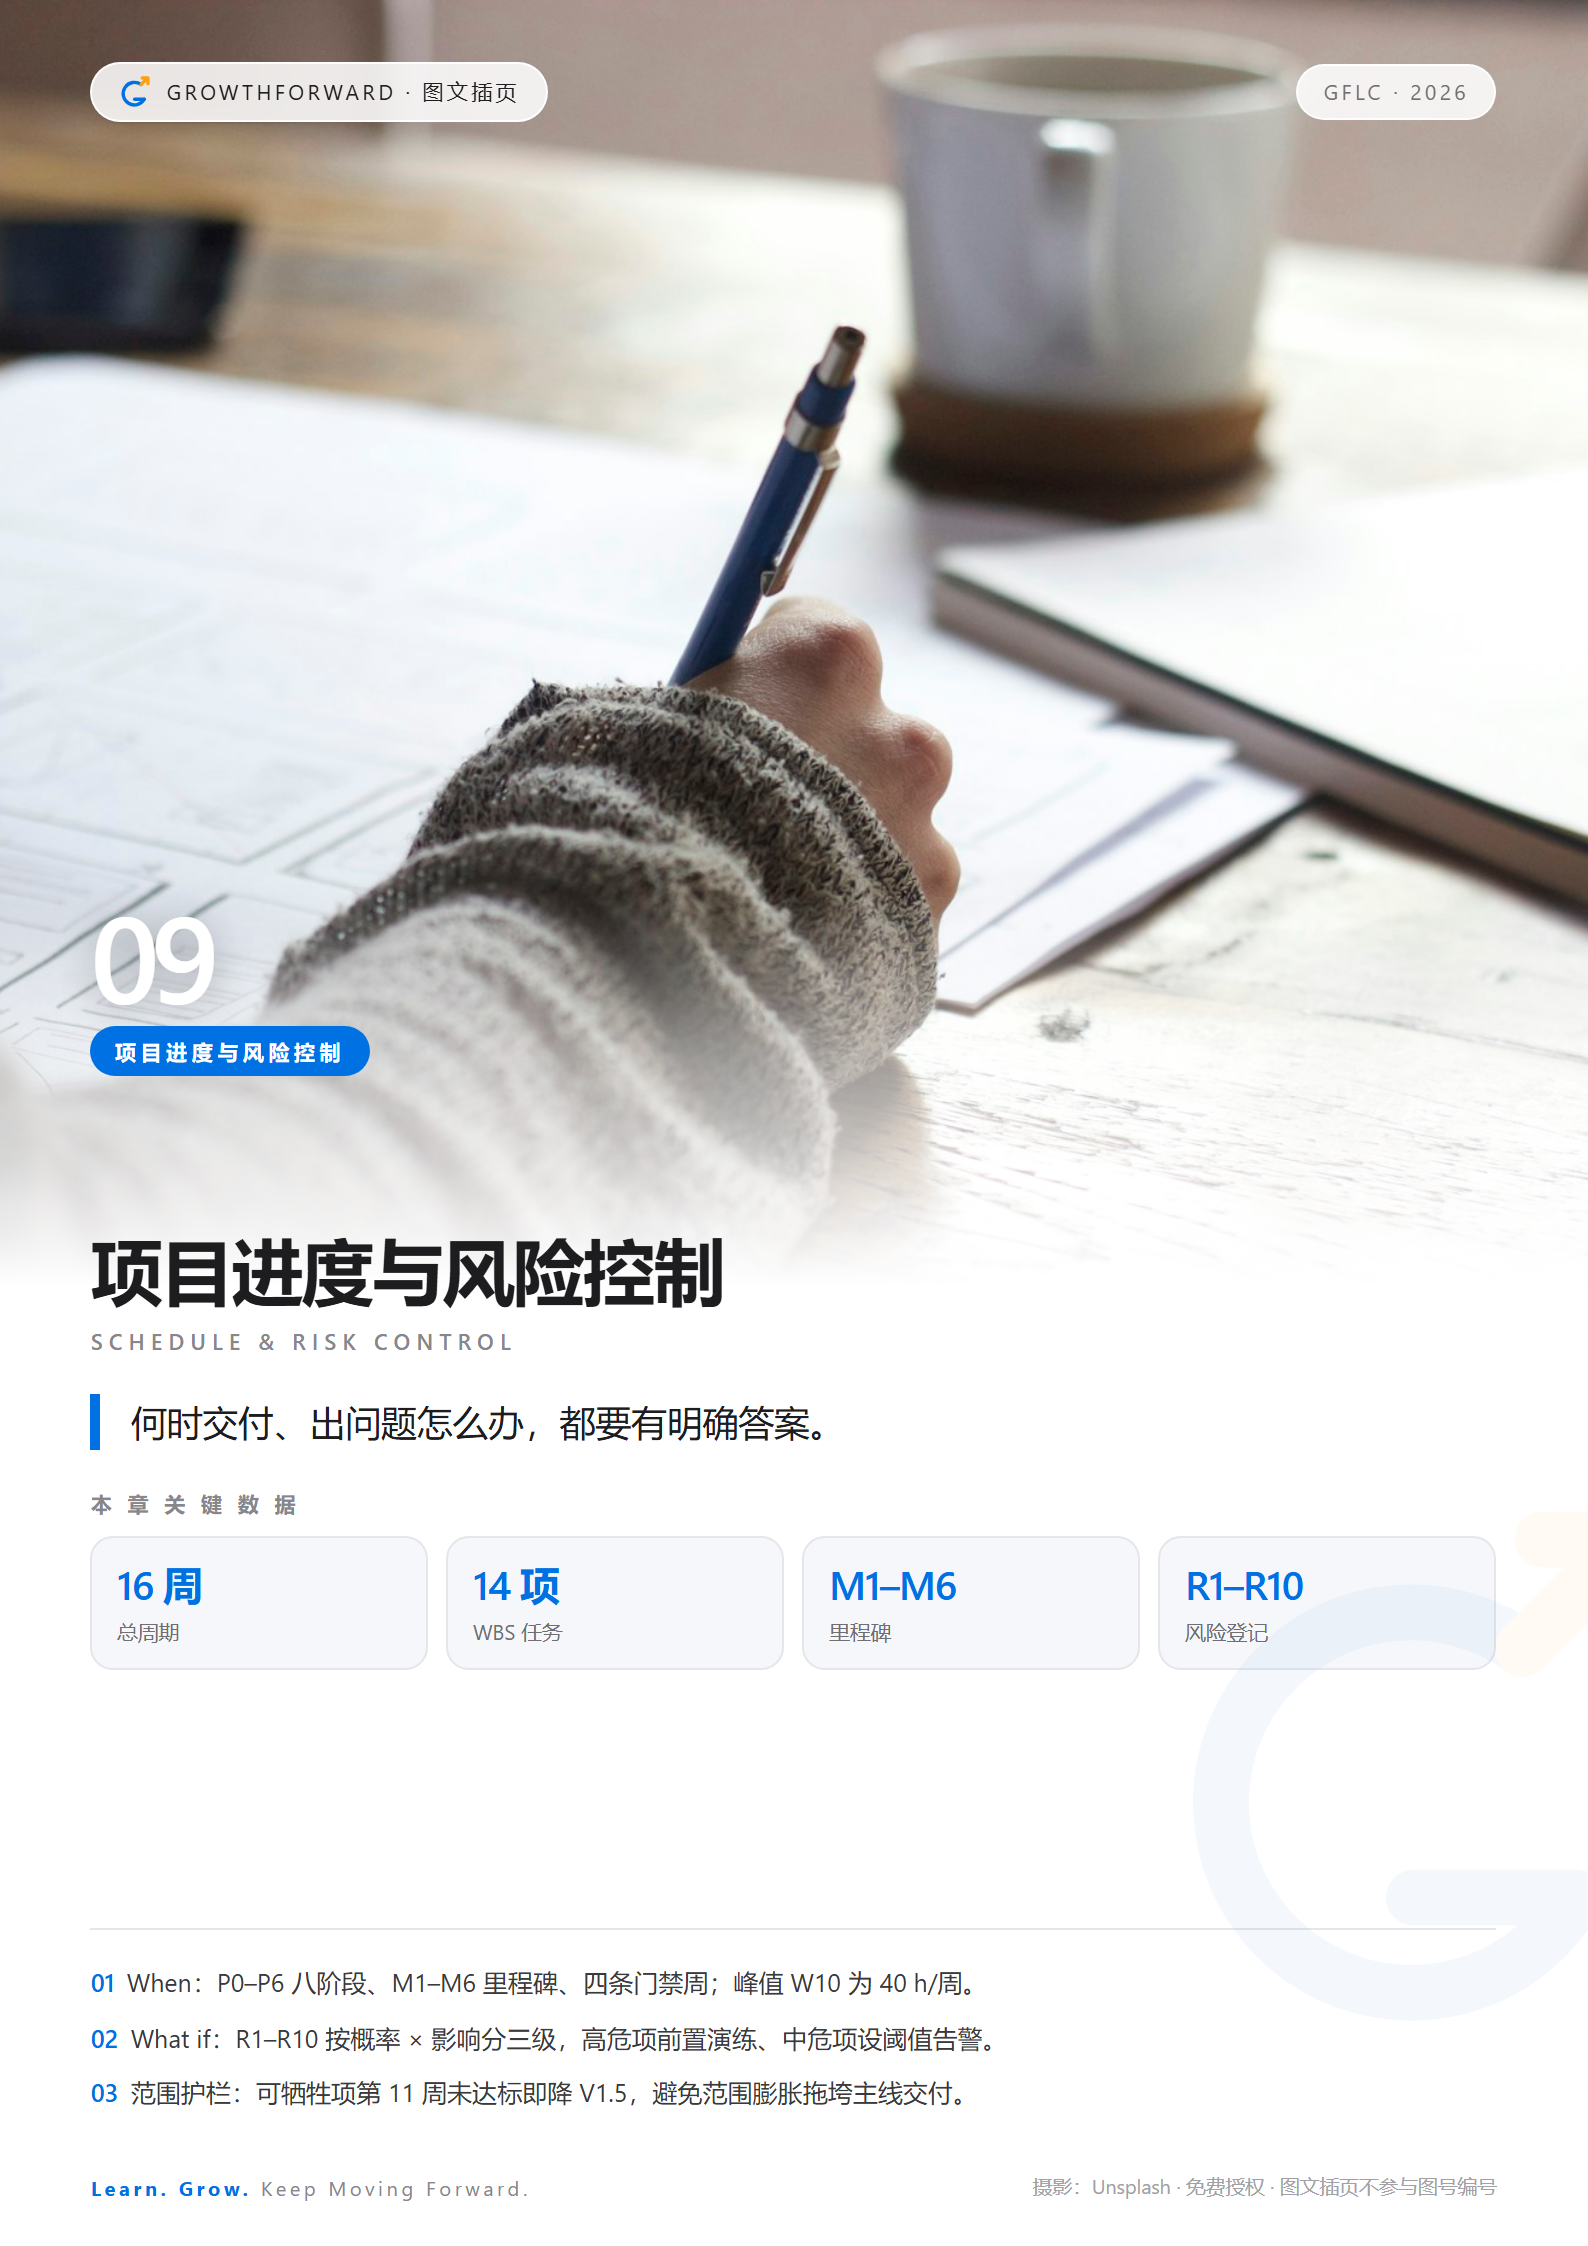 GROWTHFORWARD · 图文插页
GFLC · 2026
09
项目进度与风险控制
项目进度与风险控制
SCHEDULE & RISK CONTROL
何时交付、出问题怎么办，都要有明确答案。
本章关键数据
16 周
总周期
14 项
WBS 任务
M1–M6
里程碑
R1–R10
风险登记
01 When：P0–P6 八阶段、M1–M6 里程碑、四条门禁周；峰值 W10 为 40 h/周。
02 What if：R1–R10 按概率 × 影响分三级，高危项前置演练、中危项设阈值告警。
03 范围护栏：可牺牲项第 11 周未达标即降 V1.5，避免范围膨胀拖垮主线交付。
Learn. Grow. Keep Moving Forward.
摄影：Unsplash · 免费授权 · 图文插页不参与图号编号